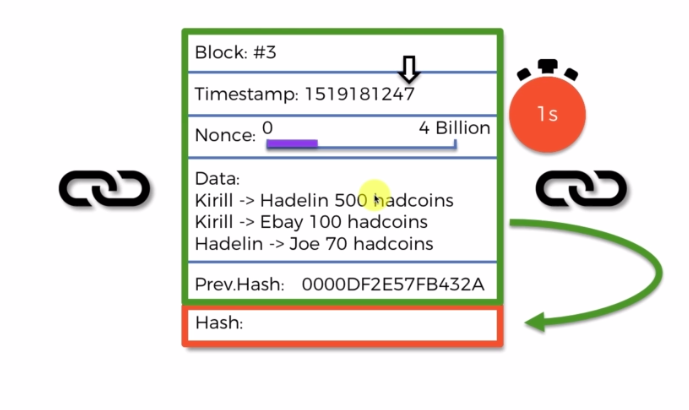 Block: #3
Timestamp: 1519181247
1s
Nonce: 0 4 Billion
Data:
Kirill -> Hadelin 500 hadcoins
Kirill -> Ebay 100 hadcoins
Hadelin -> Joe 70 hadcoins
Prev.Hash: 0000DF2E57FB432A
Hash: